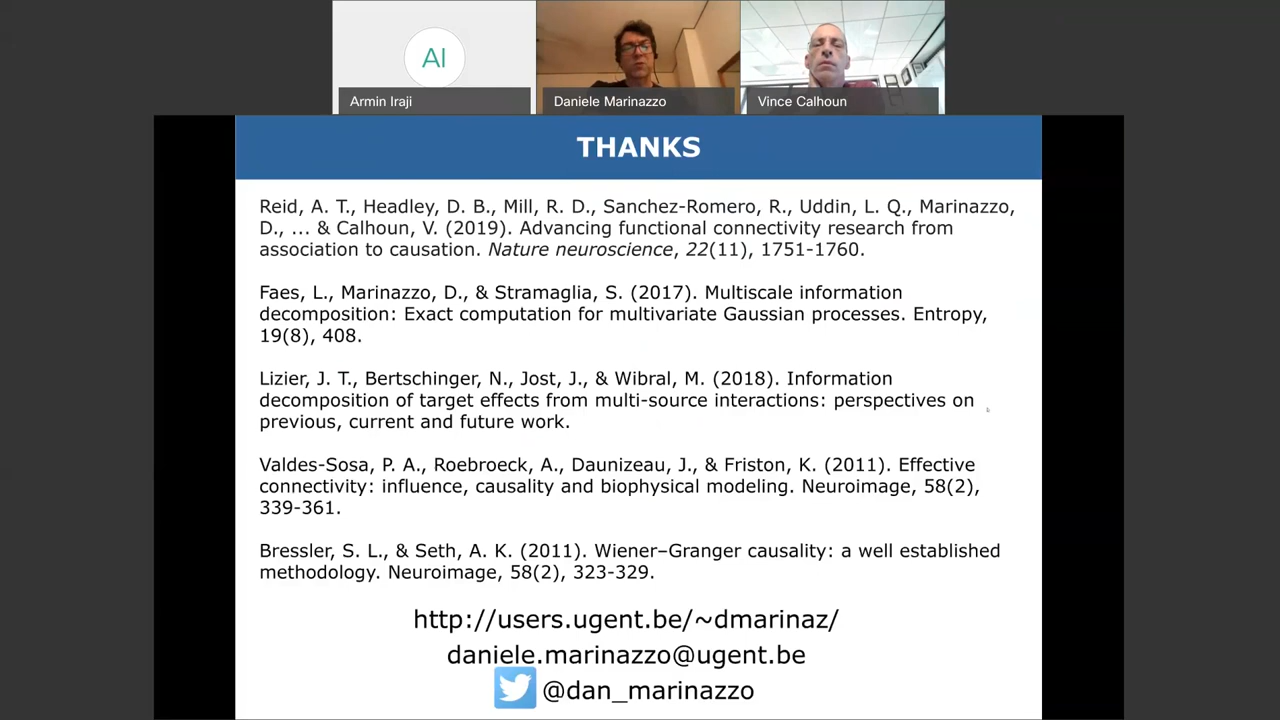 AI
Armin Iraji
Daniele Marinazzo
Vince Calhoun
THANKS
Reid, A. T., Headley, D. B., Mill, R. D., Sanchez-Romero, R., Uddin, L. Q., Marinazzo,
D., ... & Calhoun, V. (2019). Advancing functional connectivity research from
association to causation. Nature neuroscience, 22(11), 1751-1760.
Faes, L., Marinazzo, D., & Stramaglia, S. (2017). Multiscale information
decomposition: Exact computation for multivariate Gaussian processes. Entropy,
19(8), 408.
Lizier, J. T., Bertschinger, N., Jost, J., & Wibral, M. (2018). Information
decomposition of target effects from multi-source interactions: perspectives on
previous, current and future work.
Valdes-Sosa, P. A., Roebroeck, A., Daunizeau, J., & Friston, K. (2011). Effective
connectivity: influence, causality and biophysical modeling. Neuroimage, 58(2),
339-361.
Bressler, S. L., & Seth, A. K. (2011). Wiener–Granger causality: a well established
methodology. Neuroimage, 58(2), 323-329.
http://users.ugent.be/~dmarinaz/
daniele.marinazzo@ugent.be
@dan_marinazzo